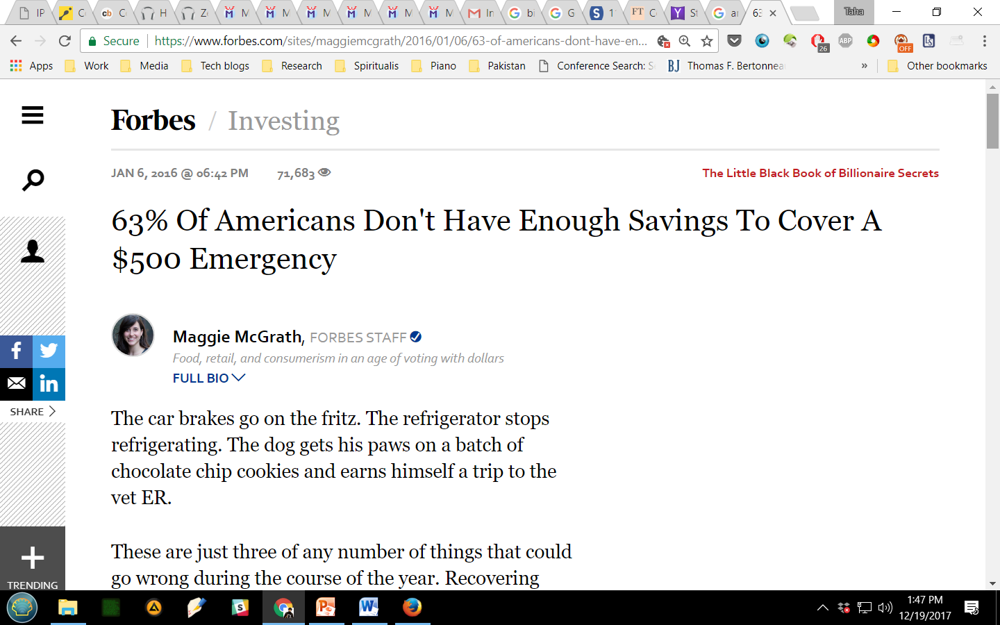 IP
C
cb
C
H
Z
M
M
M
M
M
M
In
bi
G
S
1
FT
C
Y
St
a
63
Taha
Secure
https://www.forbes.com/sites/maggiemcgrath/2016/01/06/63-of-americans-dont-have-en...
26
ABP
OFF
LS
Apps
Work
Media
Tech blogs
Research
Spiritualis
Piano
Pakistan
Conference Search: S
BJ
Thomas F. Bertonnea
»
Other bookmarks
Forbes / Investing
JAN 6, 2016 @ 06:42 PM
71,683
The Little Black Book of Billionaire Secrets
63% Of Americans Don't Have Enough Savings To Cover A
$500 Emergency
Maggie McGrath, FORBES STAFF
Food, retail, and consumerism in an age of voting with dollars
FULL BIO
SHARE
The car brakes go on the fritz. The refrigerator stops
refrigerating. The dog gets his paws on a batch of
chocolate chip cookies and earns himself a trip to the
vet ER.
These are just three of any number of things that could
go wrong during the course of the year. Recovering
TRENDING
1:47 PM
12/19/2017